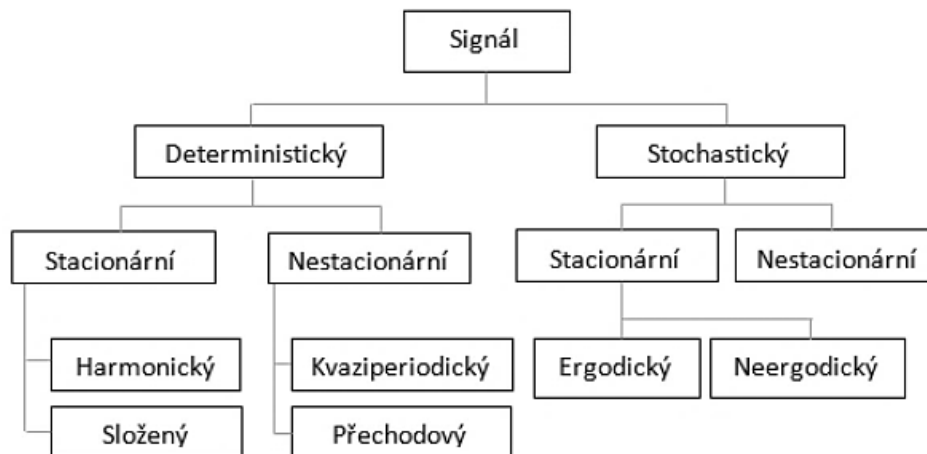 Signál
Deterministický
Stochastický
Stacionární
Nestacionární
Stacionární
Nestacionární
Harmonický
Kvaziperiodický
Ergodický
Neergodický
Složený
Přechodový